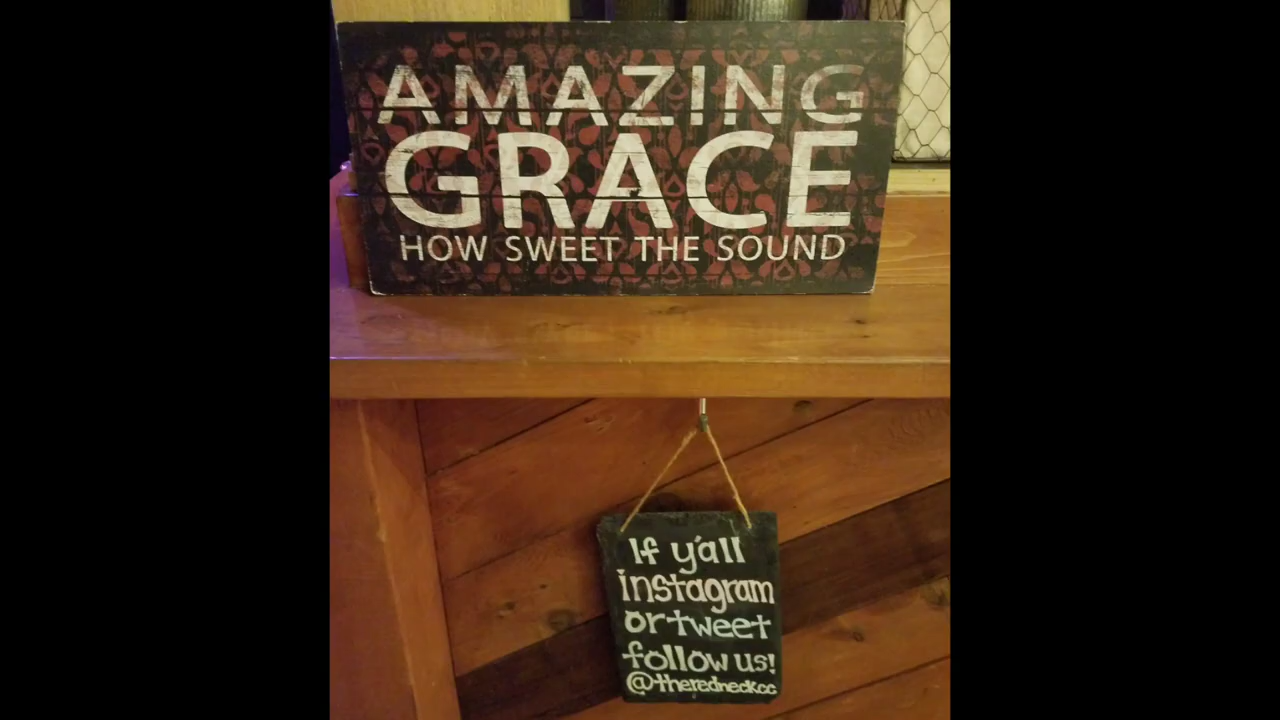 AMAZING
GRACE
HOW SWEET THE SOUND
If y'all
instagram
or tweet
follow us!
@theredneckcc